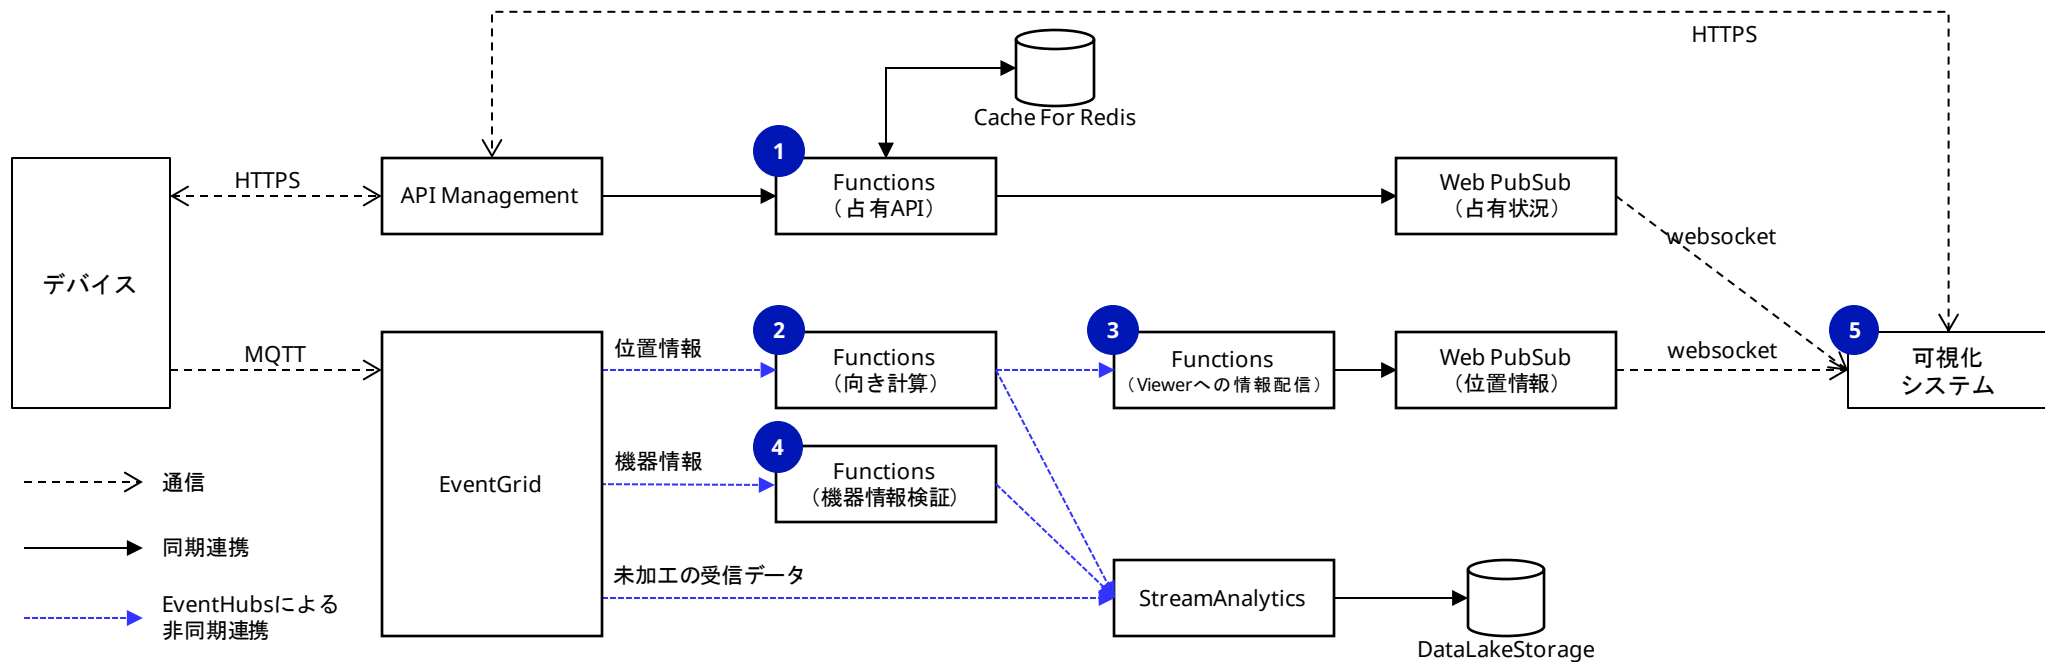 HTTPS
Cache For Redis
1
HTTPS
API Management
Functions
（占有API）
Web PubSub
（占有状況）
websocket
デバイス
MQTT
EventGrid
位置情報
2
Functions
（向き計算）
3
Functions
（Viewerへの情報配信）
Web PubSub
（位置情報）
websocket
5
可視化
システム
機器情報
4
Functions
（機器情報検証）
未加工の受信データ
StreamAnalytics
DataLakeStorage
通信
同期連携
EventHubsによる
非同期連携